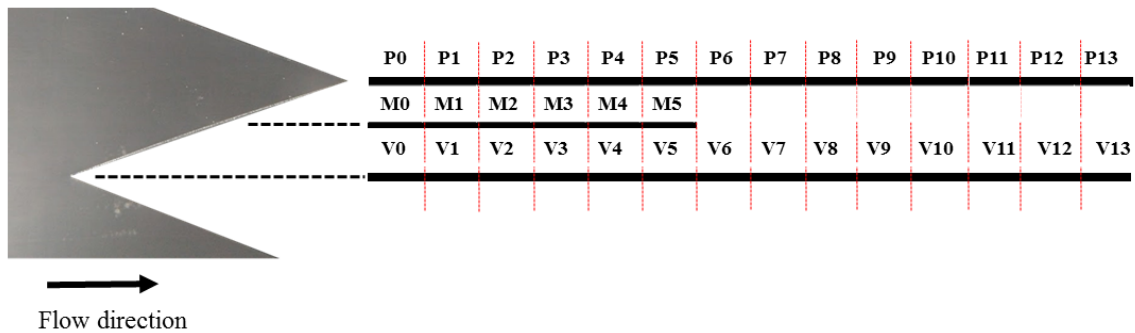 P0 P1 P2 P3 P4 P5 P6 P7 P8 P9 P10 P11 P12 P13
M0 M1 M2 M3 M4 M5
V0 V1 V2 V3 V4 V5 V6 V7 V8 V9 V10 V11 V12 V13
Flow direction